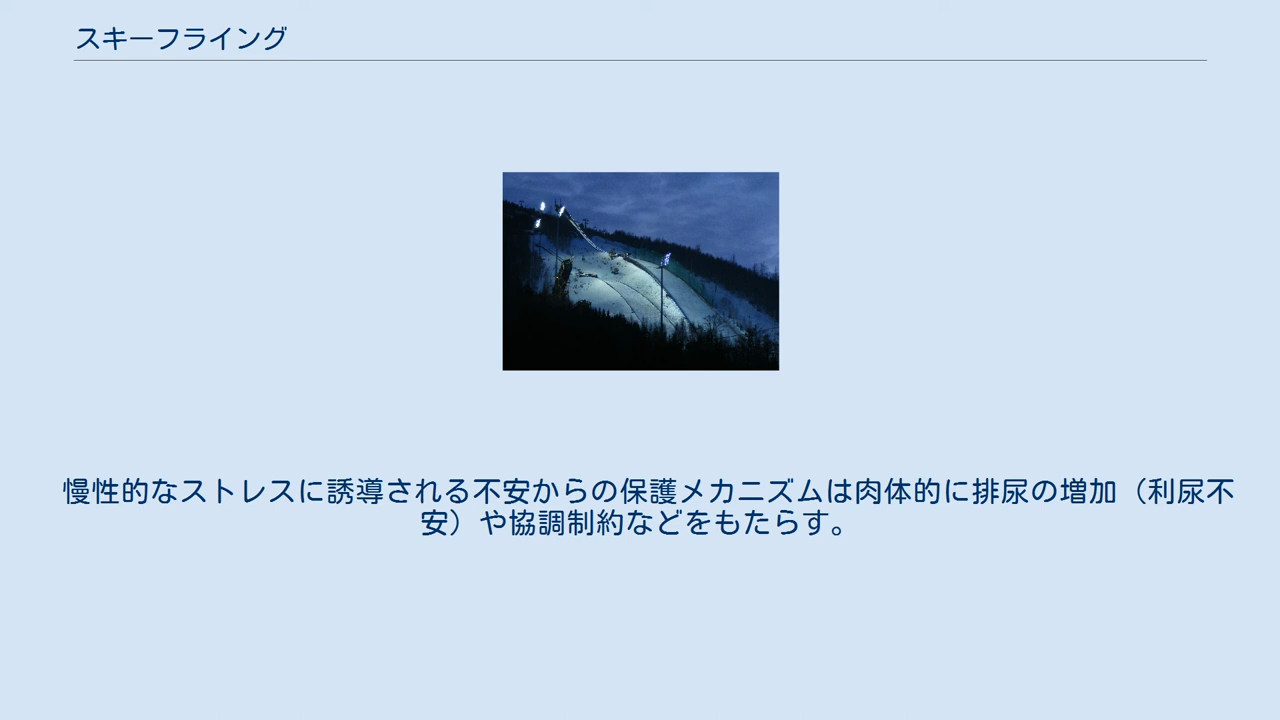 スキーフライング
慢性的なストレスに誘導される不安からの保護メカニズムは肉体的に排尿の増加（利尿不
安）や協調制約などをもたらす。